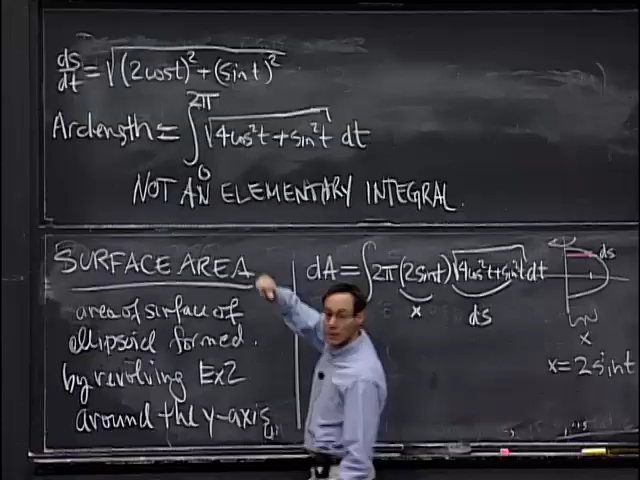 ds/dt = √((2cost)² + (sint)²)
Arclength = ∫₀^2π √(4cos²t + sin²t) dt
NOT AN ELEMENTARY INTEGRAL.
SURFACE AREA
area of surface of
ellipsoid formed.
by revolving Ex2
around the y-axis
dA = ∫ 2π (2sint) √(4cos²t + sin²t) dt
x
ds
ds
x
x = 2sint